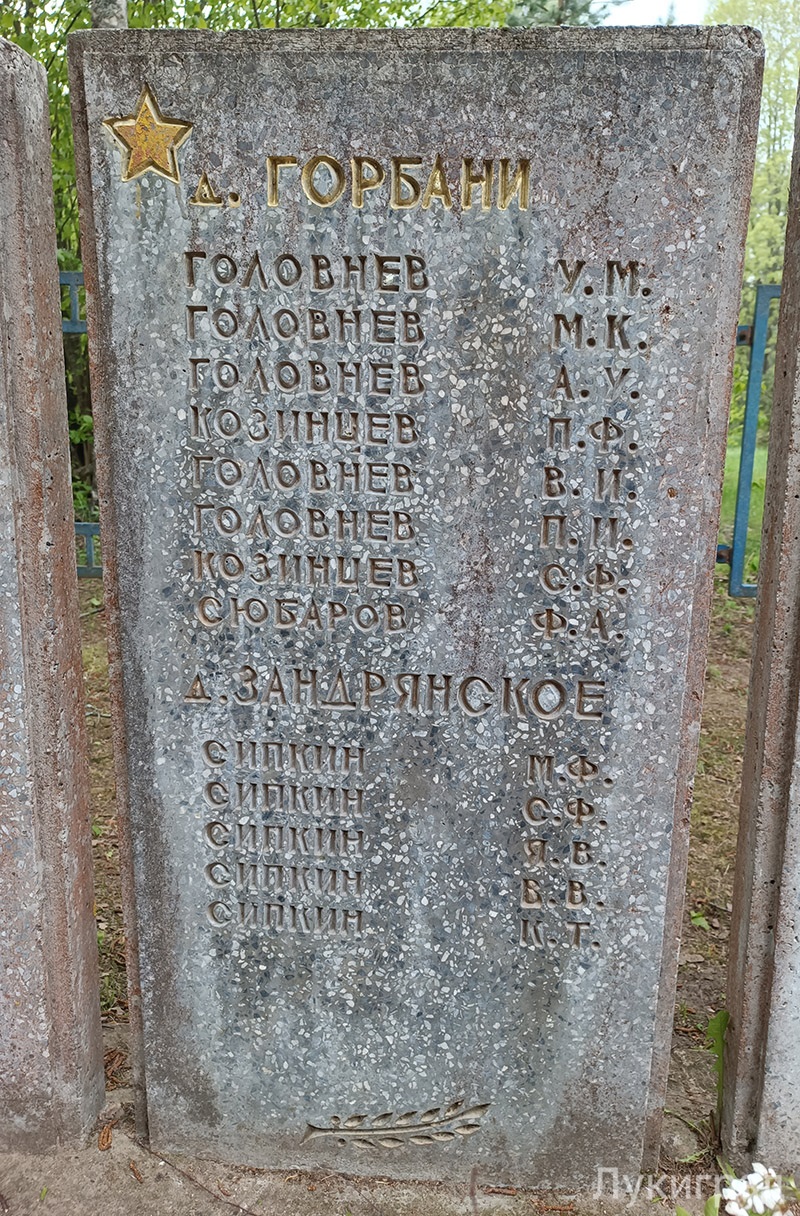 д. ГОРБАНИ
ГОЛОВНЕВ У.М.
ГОЛОВНЕВ М.К.
ГОЛОВНЕВ А.У.
КОЗИНЦЕВ П.Ф.
ГОЛОВНЕВ В.И.
ГОЛОВНЕВ П.И.
КОЗИНЦЕВ С.Ф.
СЮБАРОВ Ф.А.
д. ЗАНДРЯНСКОЕ
СИПКИН М.Ф.
СИПКИН С.Ф.
СИПКИН Я.В.
СИПКИН В.В.
СИПКИН К.Т.